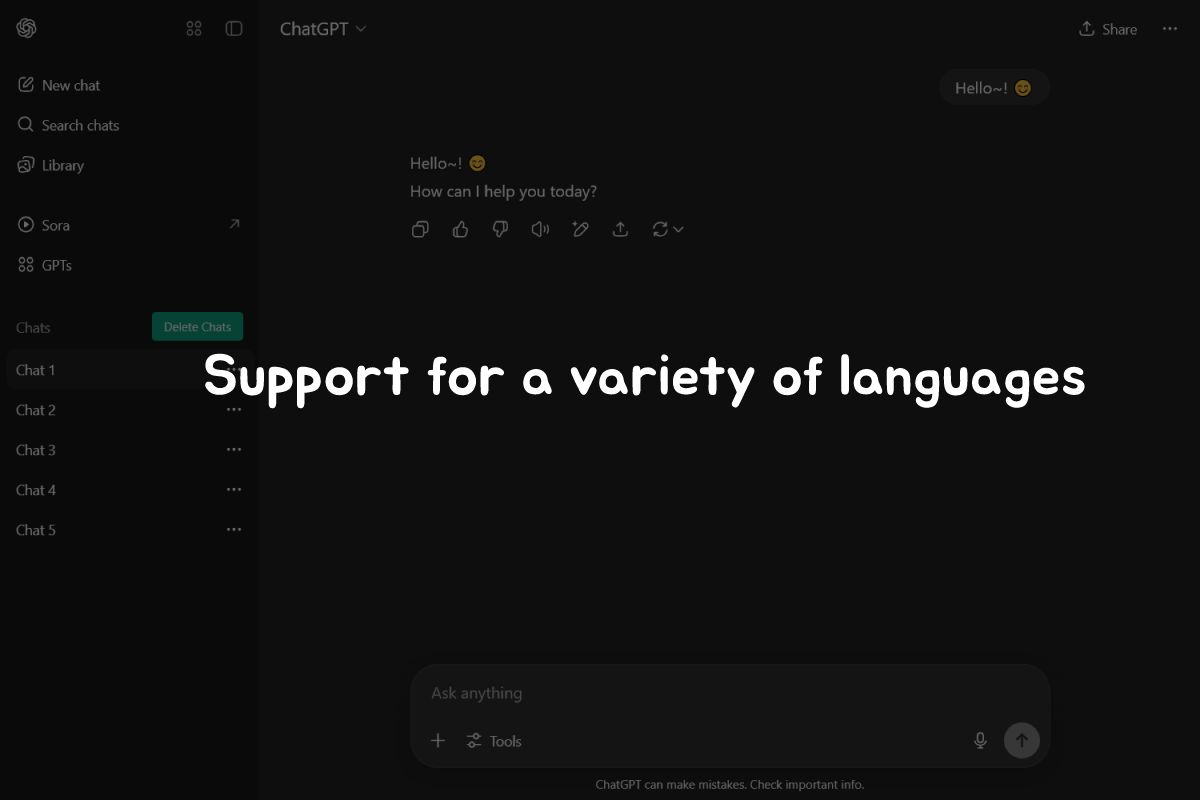 ChatGPT
Share
New chat
Search chats
Library
Sora
GPTs
Chats
Delete Chats
Chat 1
Chat 2
Chat 3
Chat 4
Chat 5
Hello~! 😊
Hello~! 😊
How can I help you today?
Support for a variety of languages
Ask anything
Tools
ChatGPT can make mistakes. Check important info.